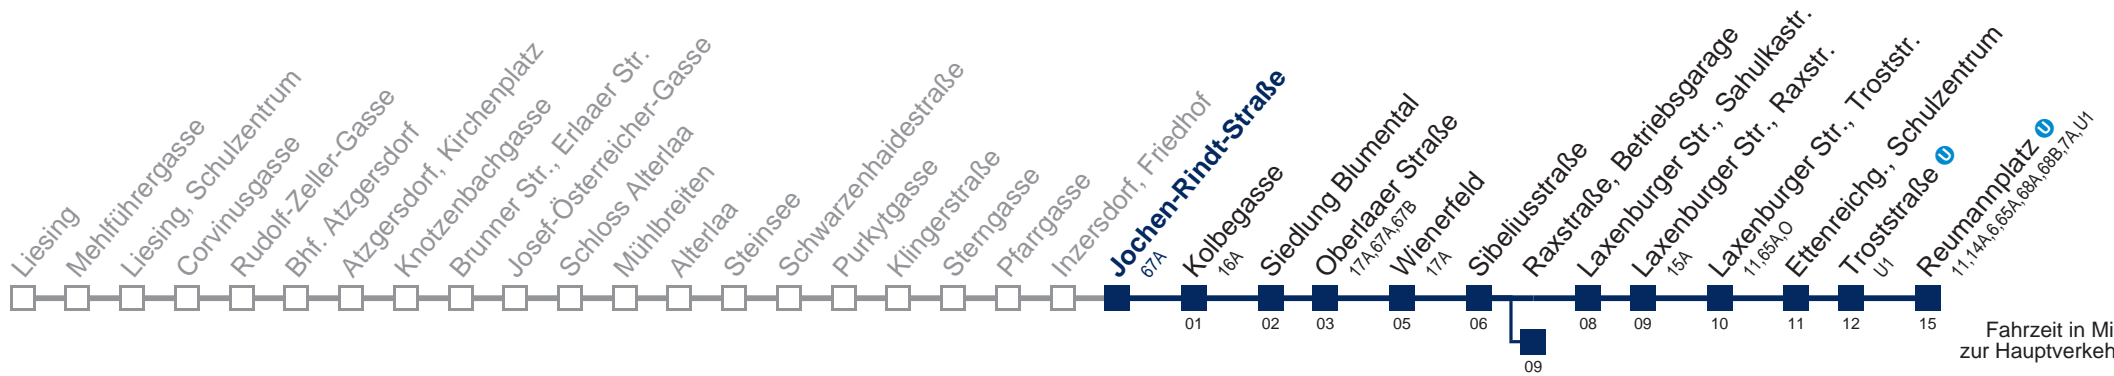 Liesing
Mehlführergasse
Liesing, Schulzentrum
Corvinusgasse
Rudolf-Zeller-Gasse
Bhf. Atzgersdorf
Atzgersdorf, Kirchenplatz
Knotzenbachgasse
Brunner Str., Erlaaer Str.
Josef-Österreicher-Gasse
Schloss Alterlaa
Mühlbreiten
Alterlaa
Steinsee
Schwarzenhaidestraße
Purkytgasse
Klingerstraße
Sterngasse
Pfarrgasse
Inzersdorf, Friedhof
Jochen-Rindt-Straße
67A
Kolbegasse
16A
Siedlung Blumental
Oberlaaer Straße
17A,67A,67B
Wienerfeld
17A
Sibeliusstraße
Raxstraße, Betriebsgarage
Laxenburger Str., Sahulkastr.
Laxenburger Str., Raxstr.
15A
Laxenburger Str., Troststr.
11,65A,O
Ettenreichg., Schulzentrum
Troststraße U
U1
Reumannplatz U
11,14A,6,65A,68A,68B,7A,U1
01 02 03 05 06 08 09 10 11 12 15
09
Fahrzeit in Mi
zur Hauptverkeh